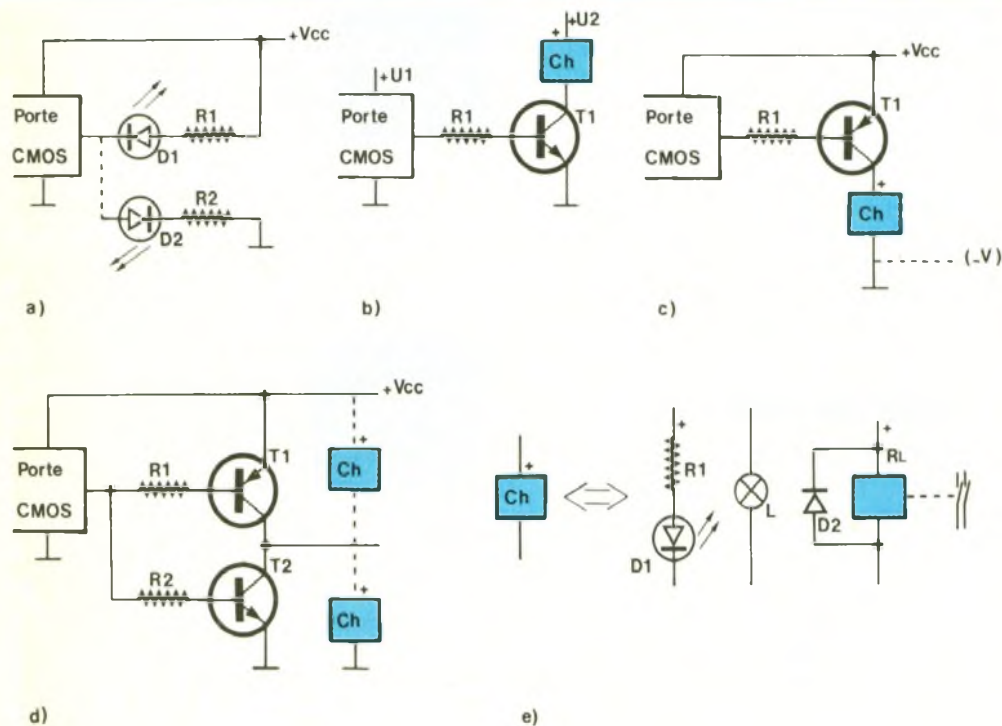 +Vcc
Porte
CMOS
D1
R1
D2
R2
a)
+U1
Porte
CMOS
R1
+U2
+
Ch
T1
b)
+Vcc
Porte
CMOS
R1
T1
+
Ch
(-V)
c)
+Vcc
Porte
CMOS
R1
T1
R2
T2
+
Ch
+
Ch
d)
+
Ch
+
R1
D1
L
+
RL
D2
e)